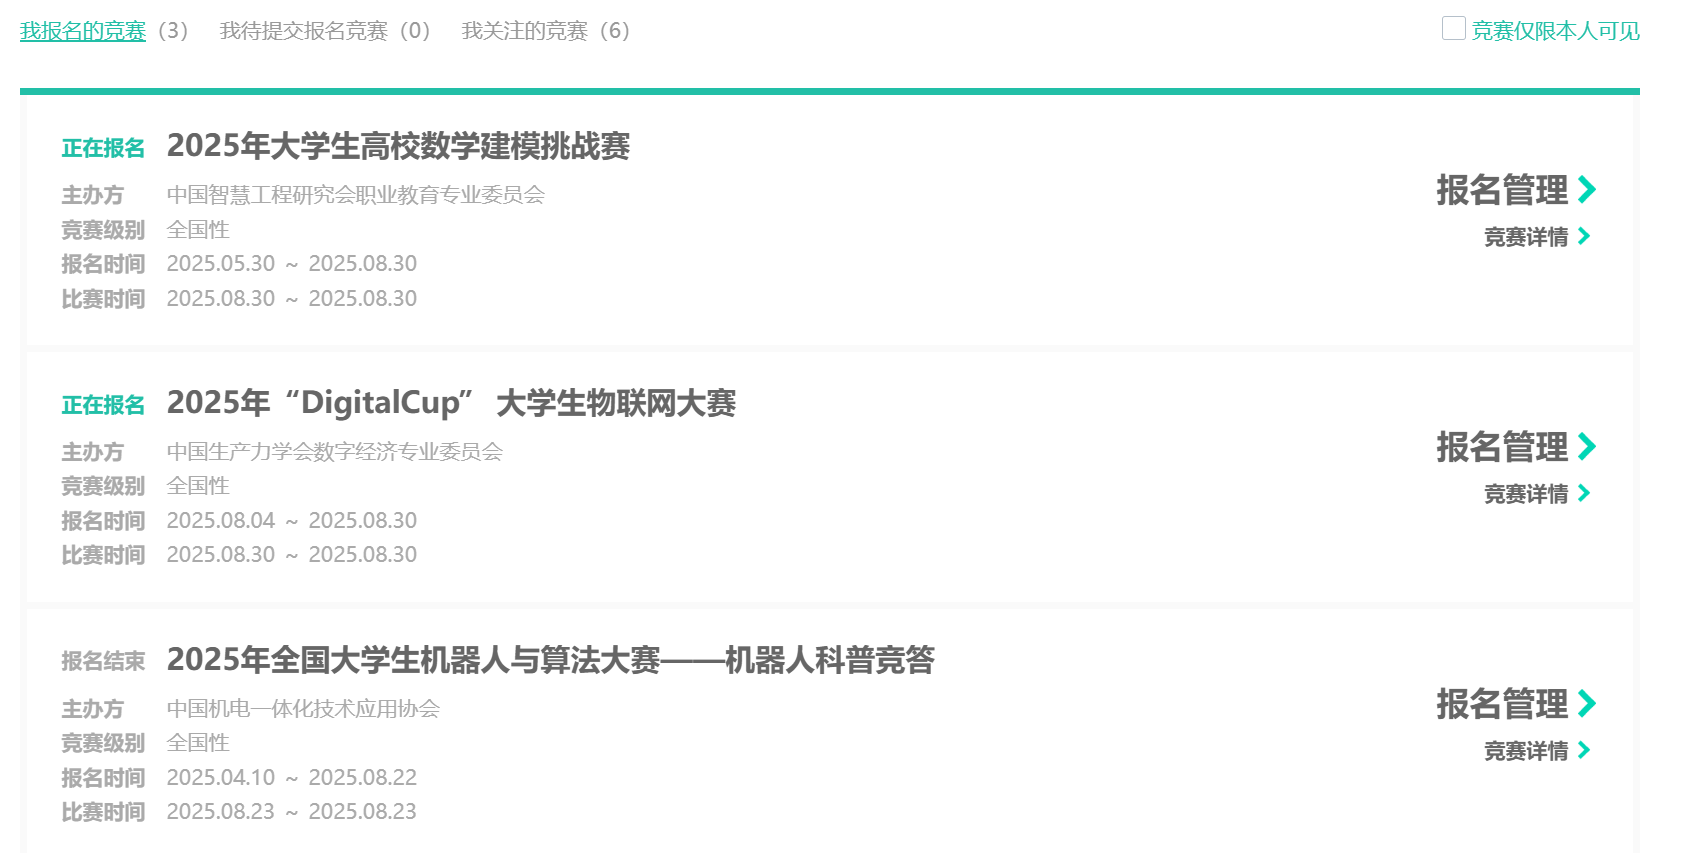 我报名的竞赛（3） 我待提交报名竞赛（0） 我关注的竞赛（6） 竞赛仅限本人可见
正在报名 2025年大学生高校数学建模挑战赛
主办方 中国智慧工程研究会职业教育专业委员会
竞赛级别 全国性
报名时间 2025.05.30 ~ 2025.08.30
比赛时间 2025.08.30 ~ 2025.08.30
报名管理
竞赛详情
正在报名 2025年“DigitalCup” 大学生物联网大赛
主办方 中国生产力学会数字经济专业委员会
竞赛级别 全国性
报名时间 2025.08.04 ~ 2025.08.30
比赛时间 2025.08.30 ~ 2025.08.30
报名管理
竞赛详情
报名结束 2025年全国大学生机器人与算法大赛——机器人科普竞答
主办方 中国机电一体化技术应用协会
竞赛级别 全国性
报名时间 2025.04.10 ~ 2025.08.22
比赛时间 2025.08.23 ~ 2025.08.23
报名管理
竞赛详情